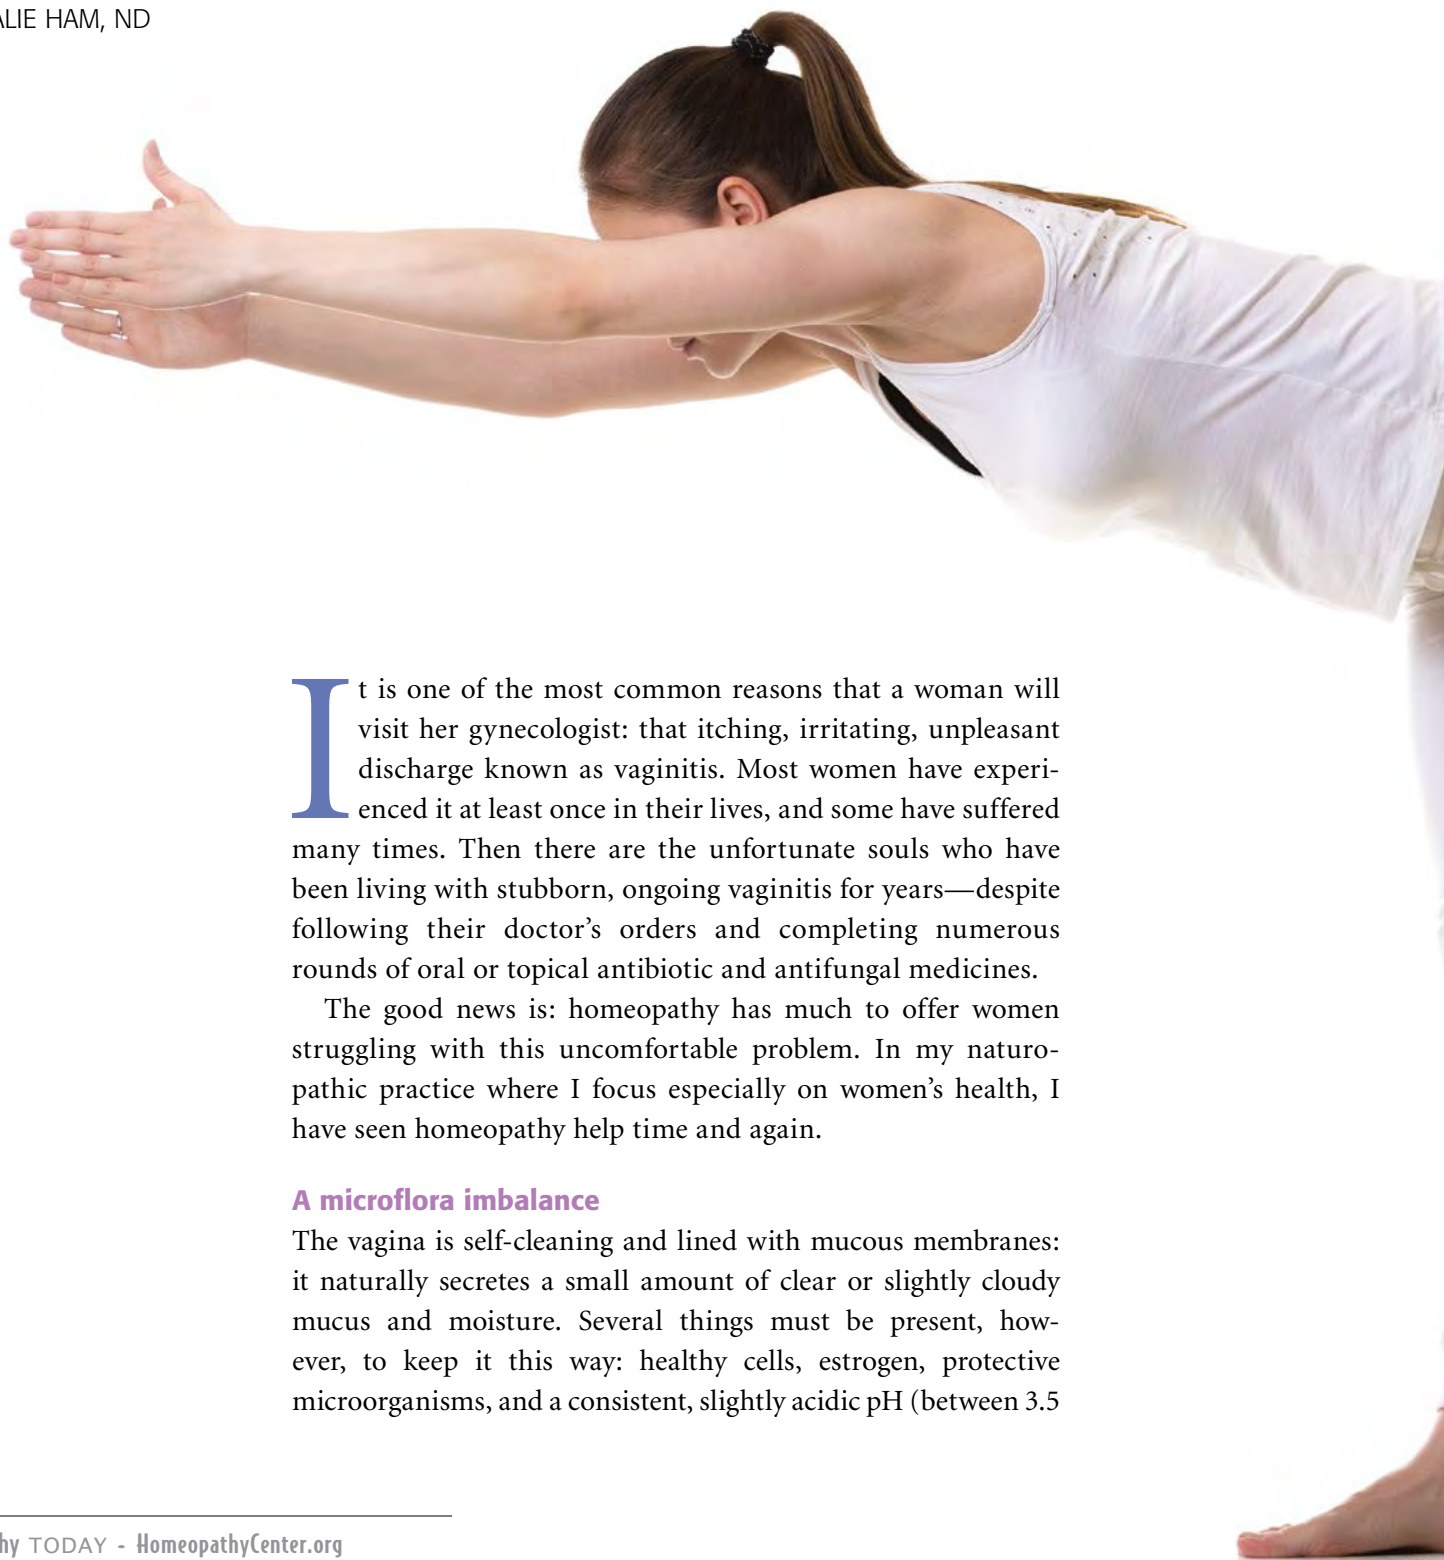 ALIE HAM, ND
It is one of the most common reasons that a woman will
visit her gynecologist: that itching, irritating, unpleasant
discharge known as vaginitis. Most women have experi-
enced it at least once in their lives, and some have suffered
many times. Then there are the unfortunate souls who have
been living with stubborn, ongoing vaginitis for years—despite
following their doctor’s orders and completing numerous
rounds of oral or topical antibiotic and antifungal medicines.
The good news is: homeopathy has much to offer women
struggling with this uncomfortable problem. In my naturo-
pathic practice where I focus especially on women’s health, I
have seen homeopathy help time and again.
A microflora imbalance
The vagina is self-cleaning and lined with mucous membranes:
it naturally secretes a small amount of clear or slightly cloudy
mucus and moisture. Several things must be present, how-
ever, to keep it this way: healthy cells, estrogen, protective
microorganisms, and a consistent, slightly acidic pH (between 3.5
hy TODAY - HomeopathyCenter.org